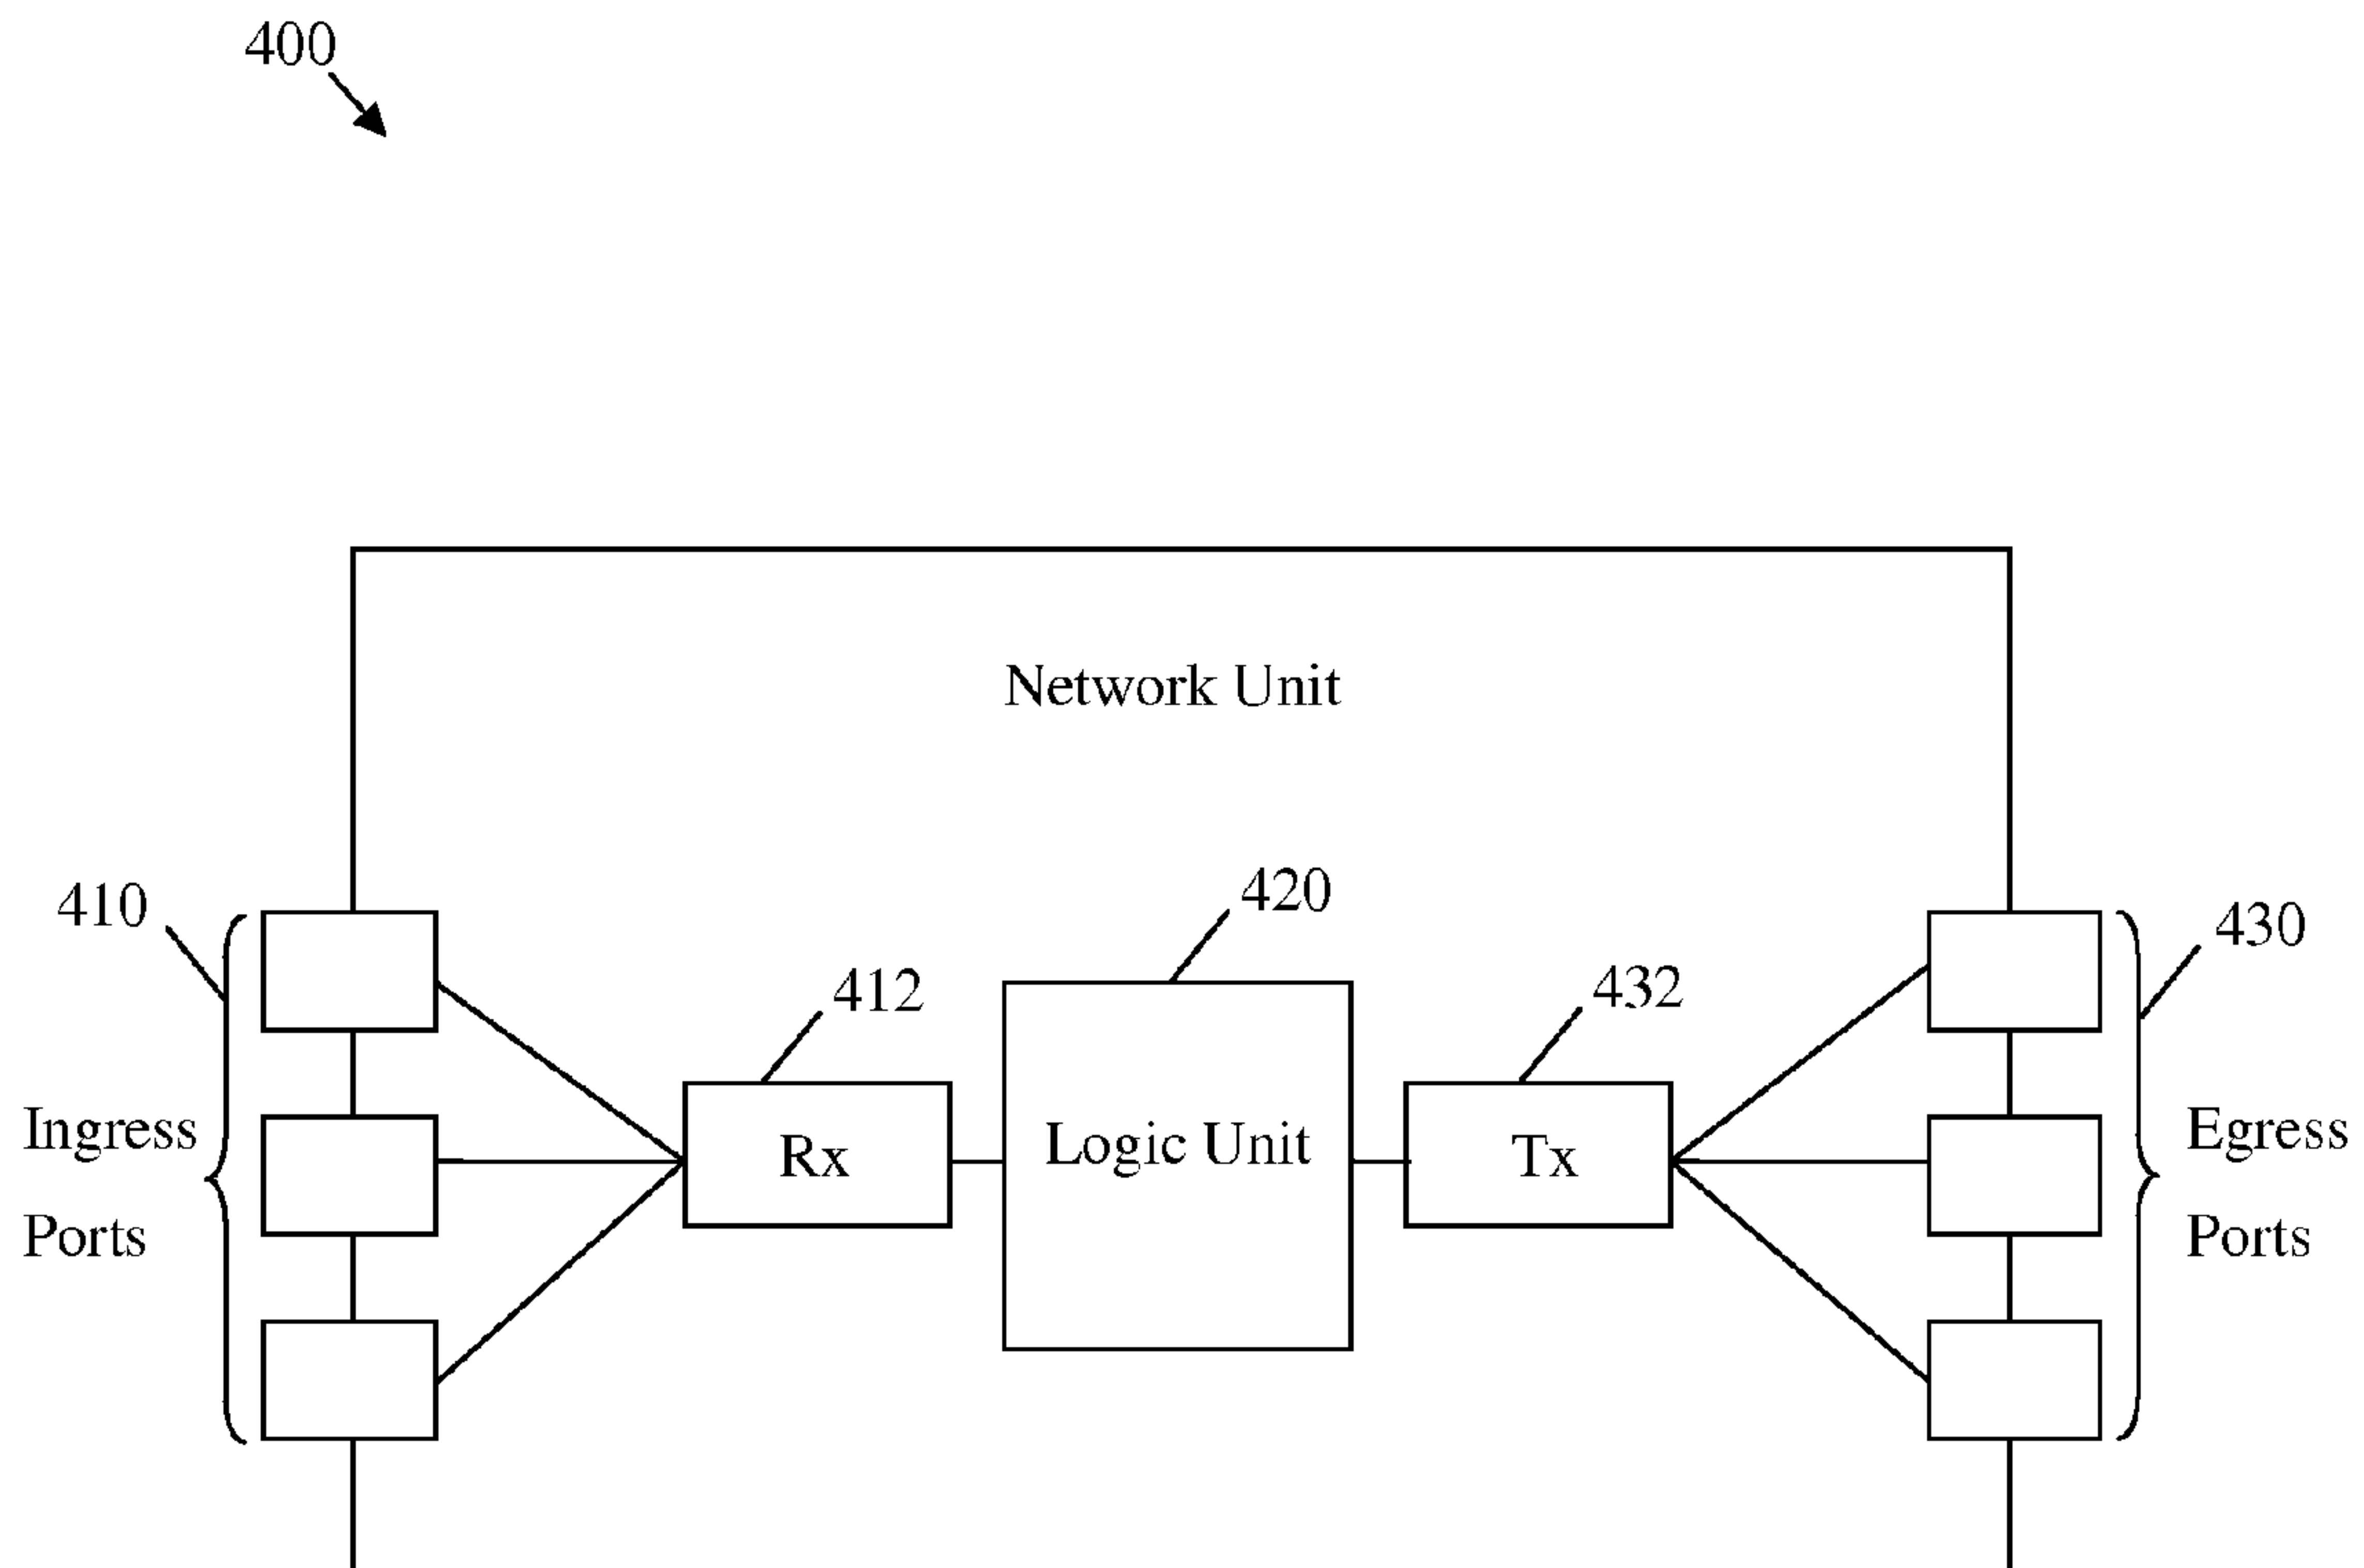 400
Network Unit
410
420
430
412
432
Ingress
Ports
Rx
Logic Unit
Tx
Egress
Ports